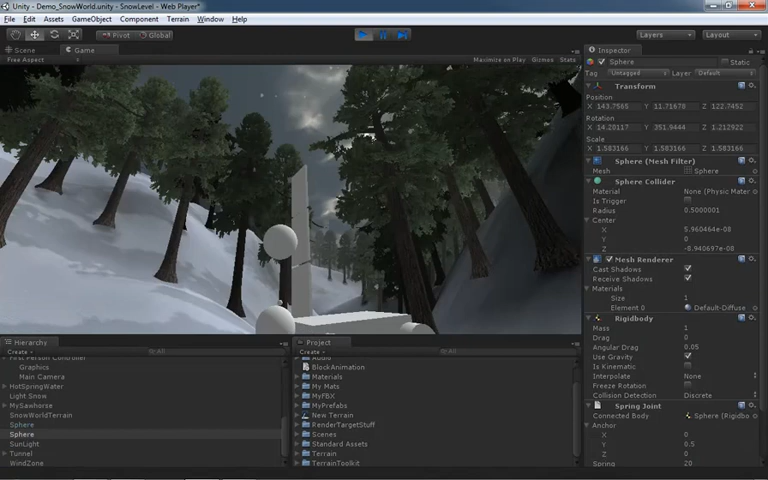 Unity - Demo_SnowWorld.unity - SnowLevel - Web Player*
File Edit Assets GameObject Component Terrain Window Help
Pivot Global Layers Layout
Scene Game Inspector
Free Aspect Maximize on Play Gizmos Stats
Sphere Static
Tag Untagged Layer Default
Transform
Position
X 143.7565 Y 11.71678 Z 122.7452
Rotation
X 14.20117 Y 351.9444 Z 1.212922
Scale
X 1.583166 Y 1.583166 Z 1.583166
Sphere (Mesh Filter)
Mesh Sphere
Sphere Collider
Material None (Physic Mater
Is Trigger
Radius 0.5000001
Center
X 5.960464e-08
Y 0
Z -8.940697e-08
Mesh Renderer
Cast Shadows
Receive Shadows
Materials
Size 1
Element 0 Default-Diffuse
Rigidbody
Mass 1
Drag 0
Angular Drag 0.05
Use Gravity
Is Kinematic
Interpolate None
Freeze Rotation
Collision Detection Discrete
Spring Joint
Connected Body Sphere (Rigidbo
Anchor
X 0
Y 0.5
Z 0
Spring 20
Hierarchy
Create All
First Person Controller
Graphics
Main Camera
HotSpringWater
Light Snow
MySawhorse
SnowWorldTerrain
Sphere
Sphere
SunLight
Tunnel
WindZone
Project
Create All
Audio
BlockAnimation
Materials
My Mats
MyFBX
MyPrefabs
New Terrain
RenderTargetStuff
Scenes
Standard Assets
Terrain
TerrainToolkit